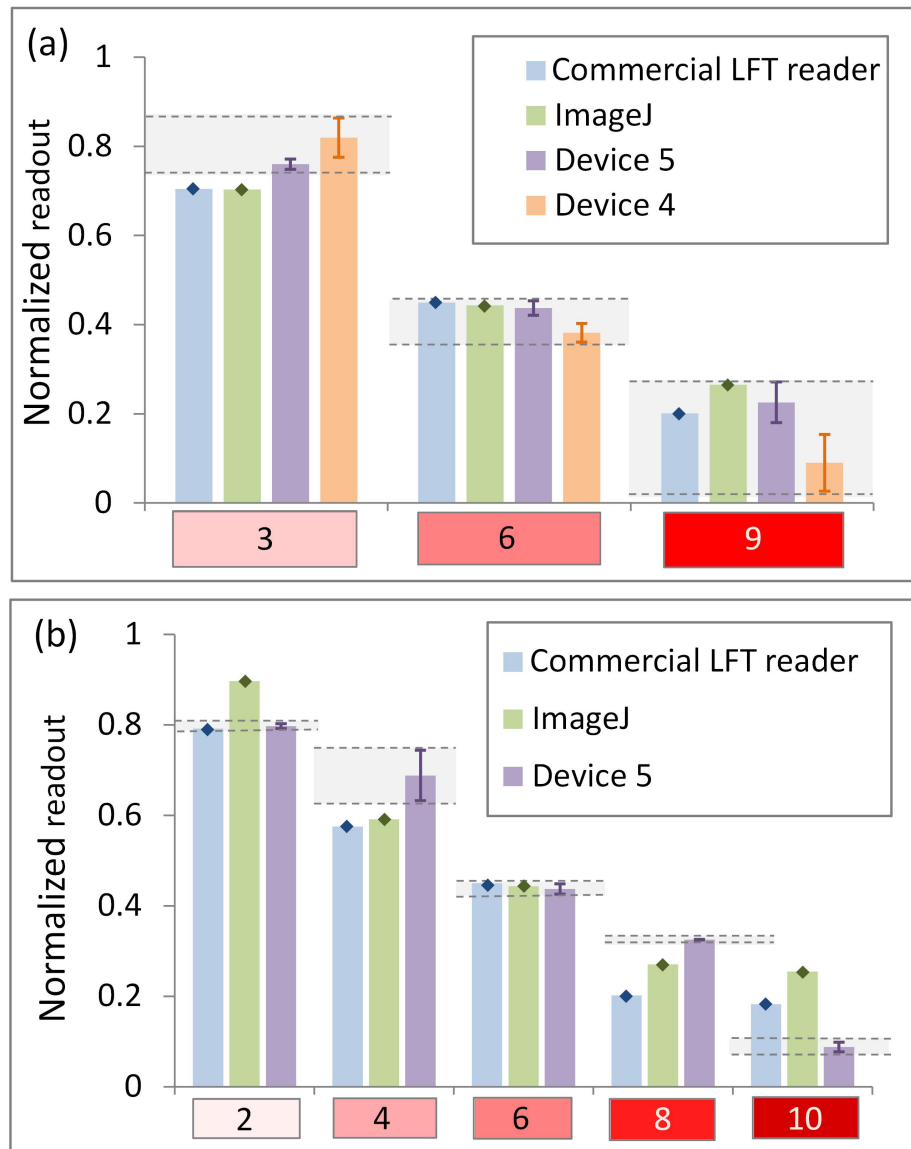 (a)
Normalized readout
1
0.8
0.6
0.4
0.2
0
Commercial LFT reader
ImageJ
Device 5
Device 4
3 6 9
(b)
Normalized readout
1
0.8
0.6
0.4
0.2
0
Commercial LFT reader
ImageJ
Device 5
2 4 6 8 10